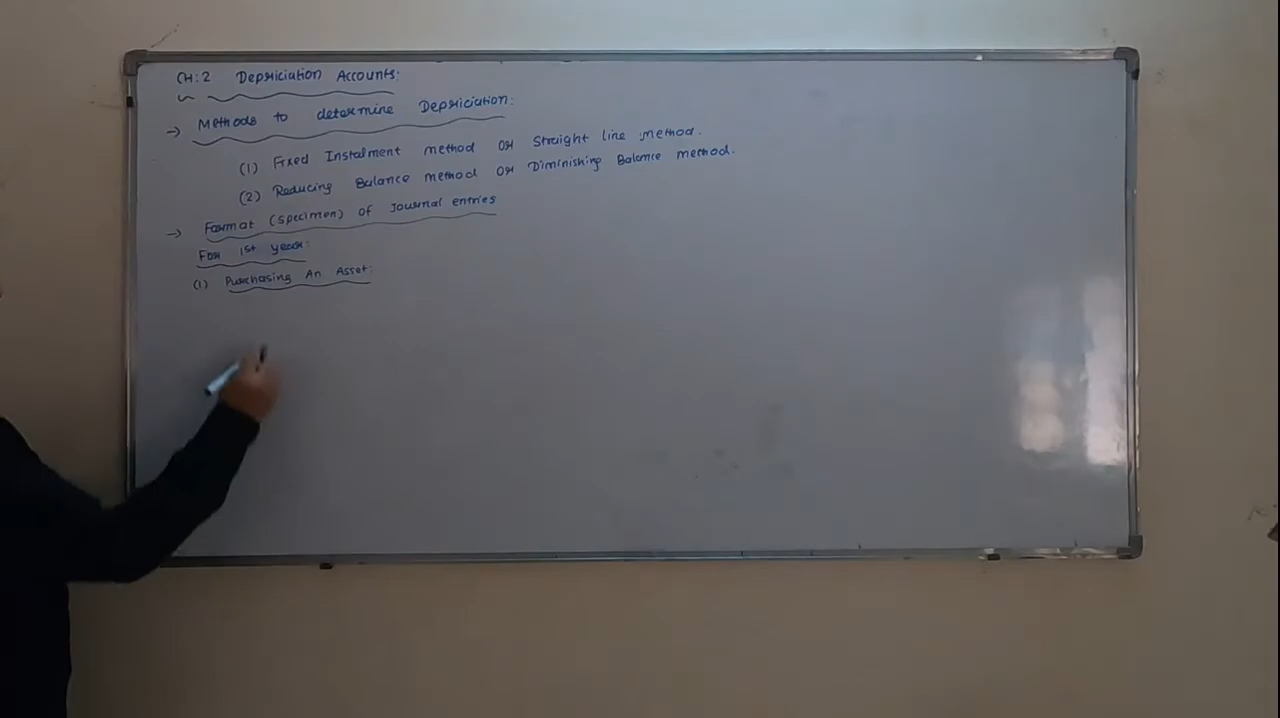 CH:2 Depriciation Accounts:
→ Methods to determine Depriciation:
(1) Fixed Instalment method OR Straight line method.
(2) Reducing Balance method OR Diminishing Balance method.
→ Format (specimen) of Journal entries
For 1st year:
(1) Purchasing An Asset: